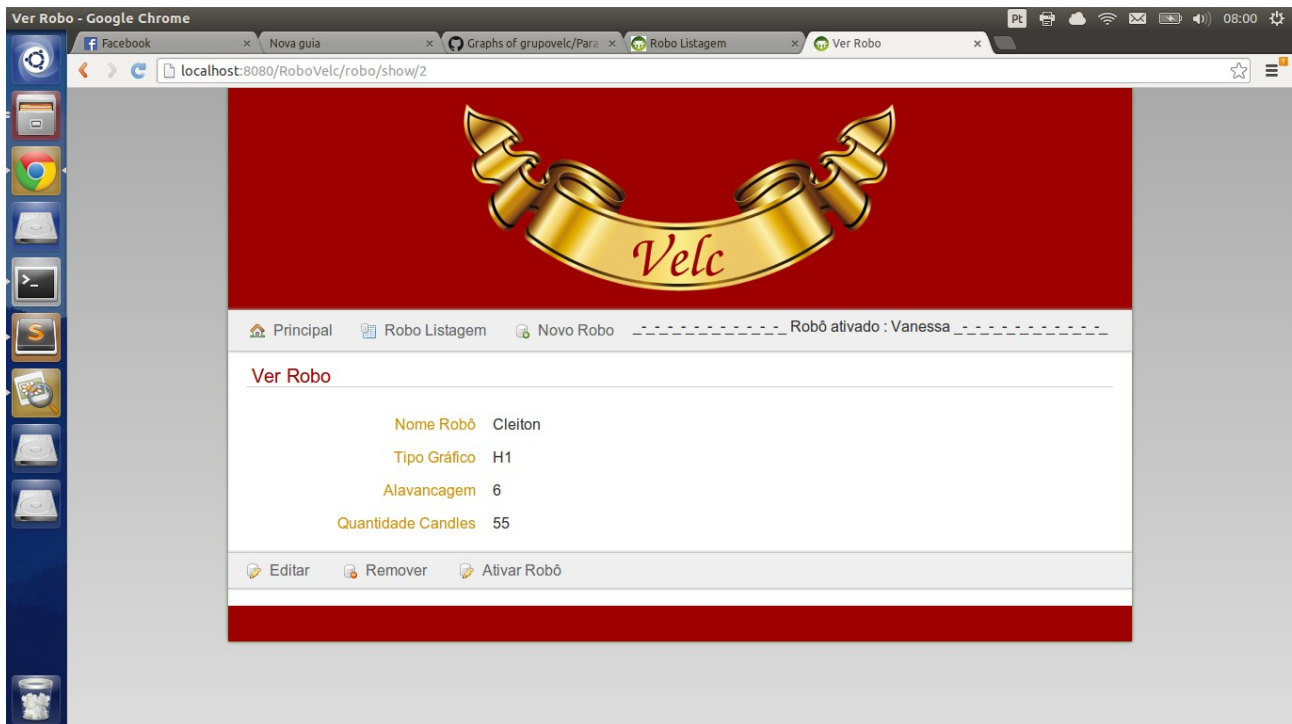 Ver Robo - Google Chrome
Pt
08:00
Facebook
Nova guia
Graphs of grupovelc/Para
Robo Listagem
Ver Robo
localhost:8080/RoboVelc/robo/show/2
Velc
Principal Robo Listagem Novo Robo _-_-_-_-_-_-_-_-_-_-_-_-_ Robô ativado : Vanessa _-_-_-_-_-_-_-_-_-_-_-_-_
Ver Robo
Nome Robô Cleiton
Tipo Gráfico H1
Alavancagem 6
Quantidade Candles 55
Editar Remover Ativar Robô